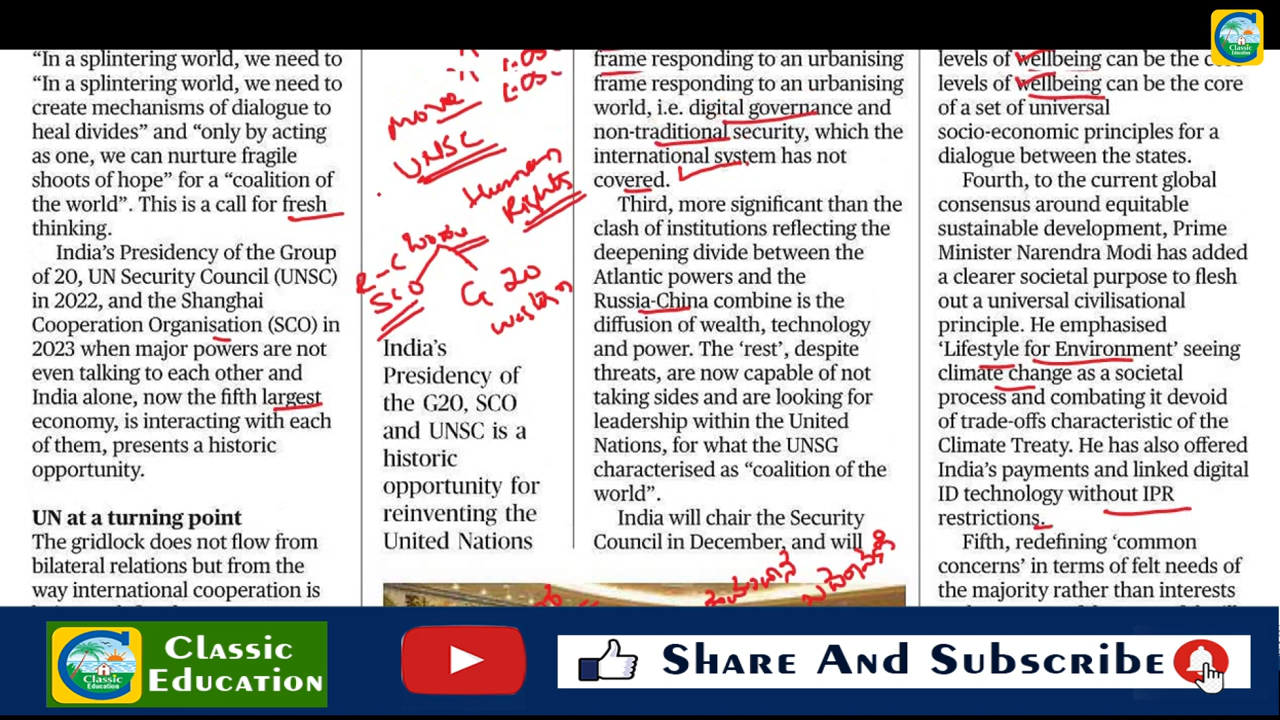 Classic
Education
“In a splintering world, we need to
“In a splintering world, we need to
create mechanisms of dialogue to
heal divides” and “only by acting
as one, we can nurture fragile
shoots of hope” for a “coalition of
the world”. This is a call for fresh
thinking.
India’s Presidency of the Group
of 20, UN Security Council (UNSC)
in 2022, and the Shanghai
Cooperation Organisation (SCO) in
2023 when major powers are not
even talking to each other and
India alone, now the fifth largest
economy, is interacting with each
of them, presents a historic
opportunity.
UN at a turning point
The gridlock does not flow from
bilateral relations but from the
way international cooperation is
move
UNSC
Human
Rights
R-C
SCO
G 20
western
India’s
Presidency of
the G20, SCO
and UNSC is a
historic
opportunity for
reinventing the
United Nations
frame responding to an urbanising
frame responding to an urbanising
world, i.e. digital governance and
non-traditional security, which the
international system has not
covered.
Third, more significant than the
clash of institutions reflecting the
deepening divide between the
Atlantic powers and the
Russia-China combine is the
diffusion of wealth, technology
and power. The ‘rest’, despite
threats, are now capable of not
taking sides and are looking for
leadership within the United
Nations, for what the UNSG
characterised as “coalition of the
world”.
India will chair the Security
Council in December, and will
levels of wellbeing can be the
levels of wellbeing can be the core
of a set of universal
socio-economic principles for a
dialogue between the states.
Fourth, to the current global
consensus around equitable
sustainable development, Prime
Minister Narendra Modi has added
a clearer societal purpose to flesh
out a universal civilisational
principle. He emphasised
‘Lifestyle for Environment’ seeing
climate change as a societal
process and combating it devoid
of trade-offs characteristic of the
Climate Treaty. He has also offered
India’s payments and linked digital
ID technology without IPR
restrictions.
Fifth, redefining ‘common
concerns’ in terms of felt needs of
the majority rather than interests
Classic
Education
Classic
Education
Share And Subscribe